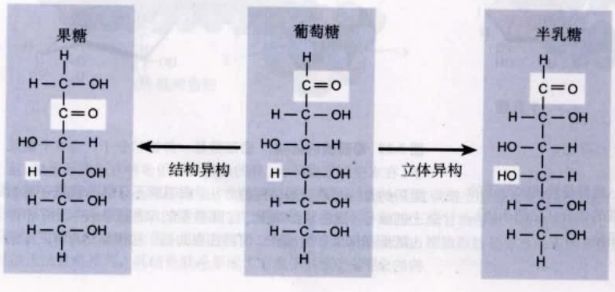 果糖
H
H—C—OH
C=O
HO—C—H
H—C—OH
H—C—OH
H—C—OH
H
结构异构
葡萄糖
H
C=O
H—C—OH
HO—C—H
H—C—OH
H—C—OH
H—C—OH
H
立体异构
半乳糖
H
C=O
H—C—OH
HO—C—H
HO—C—H
H—C—OH
H—C—OH
H